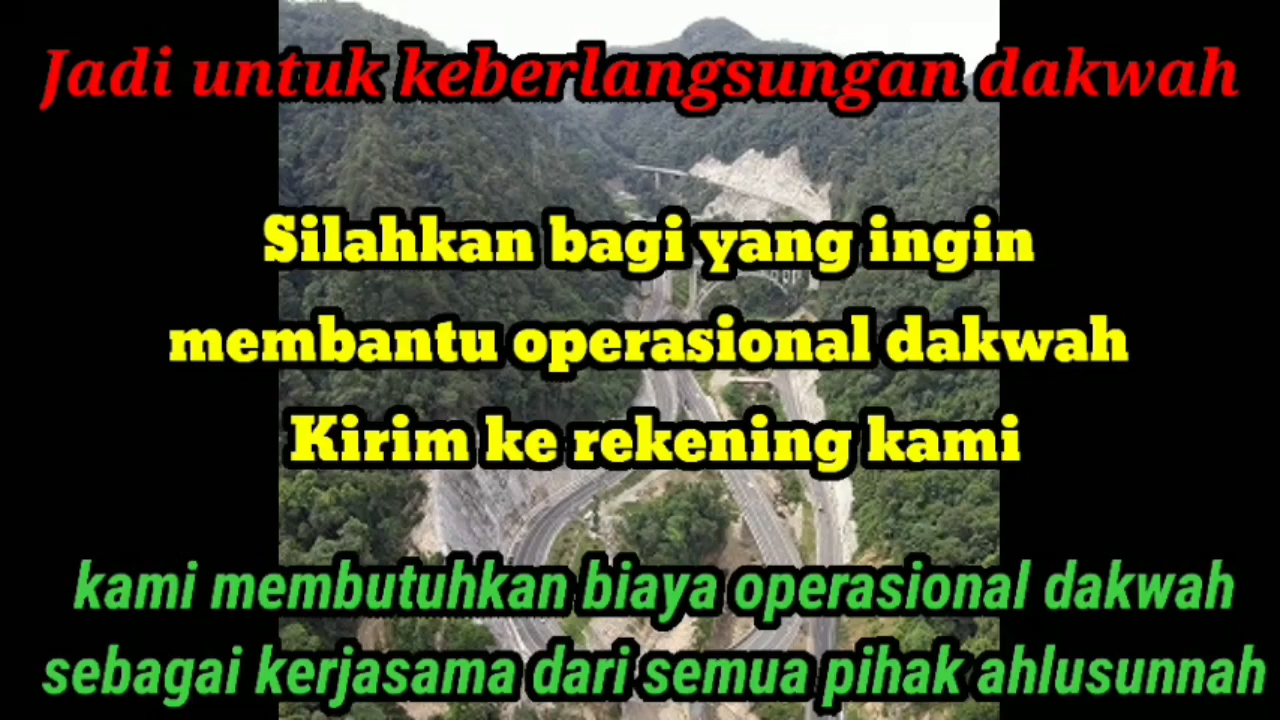 Jadi untuk keberlangsungan dakwah
Silahkan bagi yang ingin
membantu operasional dakwah
Kirim ke rekening kami
kami membutuhkan biaya operasional dakwah
sebagai kerjasama dari semua pihak ahlusunnah